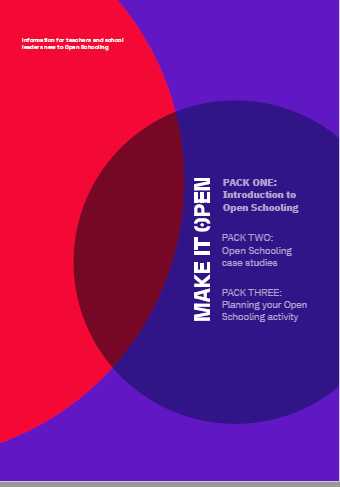 Information for teachers and school
leaders new to Open Schooling
MAKE IT OPEN
PACK ONE:
Introduction to
Open Schooling
PACK TWO:
Open Schooling
case studies
PACK THREE:
Planning your Open
Schooling activity